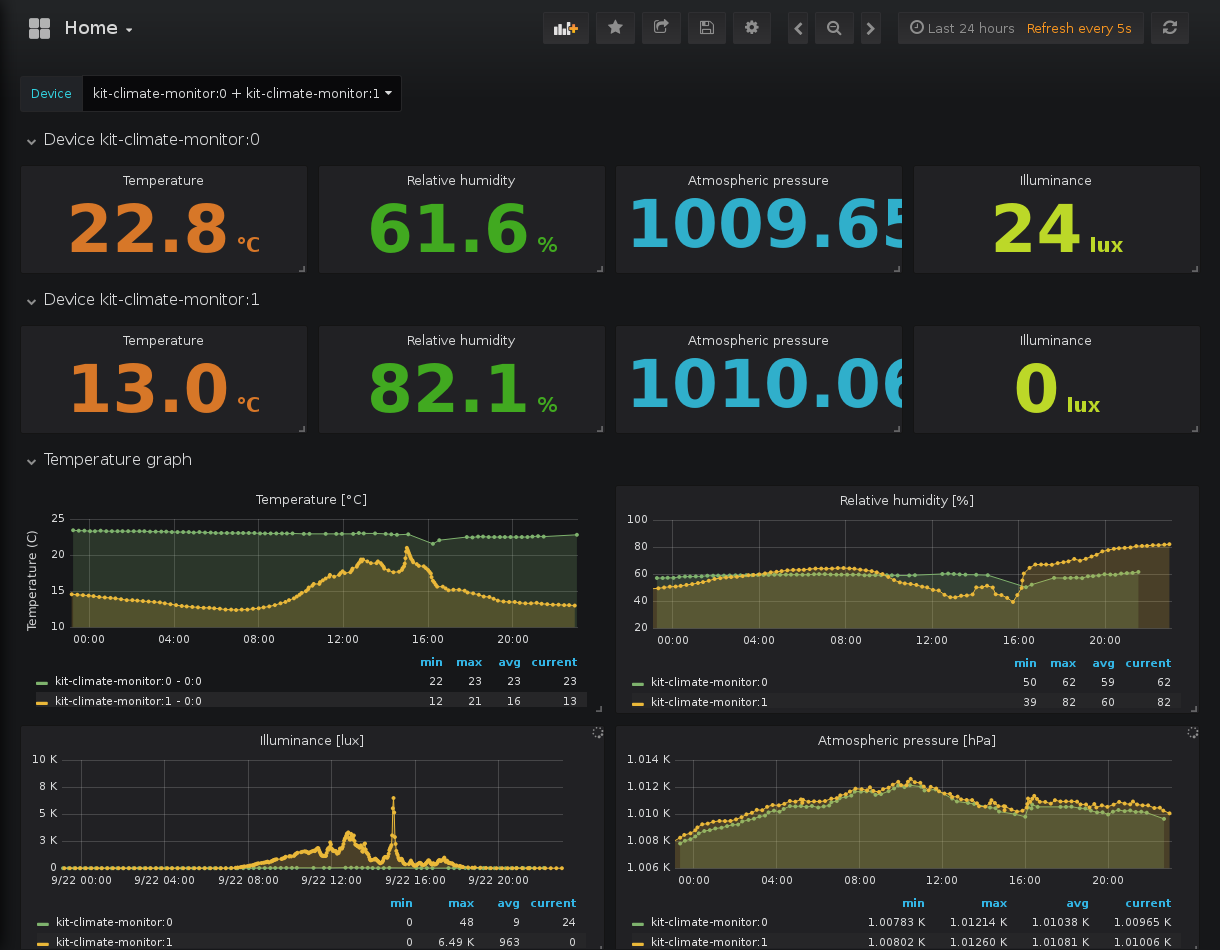 Home
Last 24 hours Refresh every 5s
Device kit-climate-monitor:0 + kit-climate-monitor:1
Device kit-climate-monitor:0
Temperature Relative humidity Atmospheric pressure Illuminance
22.8 °C 61.6 % 1009.65 24 lux
Device kit-climate-monitor:1
Temperature Relative humidity Atmospheric pressure Illuminance
13.0 °C 82.1 % 1010.06 0 lux
Temperature graph
Temperature [°C]
Temperature (C)
25
20
15
10
00:00 04:00 08:00 12:00 16:00 20:00
min max avg current
kit-climate-monitor:0 - 0:0 22 23 23 23
kit-climate-monitor:1 - 0:0 12 21 16 13
Relative humidity [%]
100
80
60
40
20
00:00 04:00 08:00 12:00 16:00 20:00
min max avg current
kit-climate-monitor:0 50 62 59 62
kit-climate-monitor:1 39 82 60 82
Illuminance [lux]
10 K
8 K
5 K
3 K
0
9/22 00:00 9/22 04:00 9/22 08:00 9/22 12:00 9/22 16:00 9/22 20:00
min max avg current
kit-climate-monitor:0 0 48 9 24
kit-climate-monitor:1 0 6.49 K 963 0
Atmospheric pressure [hPa]
1.014 K
1.012 K
1.010 K
1.008 K
1.006 K
00:00 04:00 08:00 12:00 16:00 20:00
min max avg current
kit-climate-monitor:0 1.00783 K 1.01214 K 1.01038 K 1.00965 K
kit-climate-monitor:1 1.00802 K 1.01260 K 1.01081 K 1.01006 K